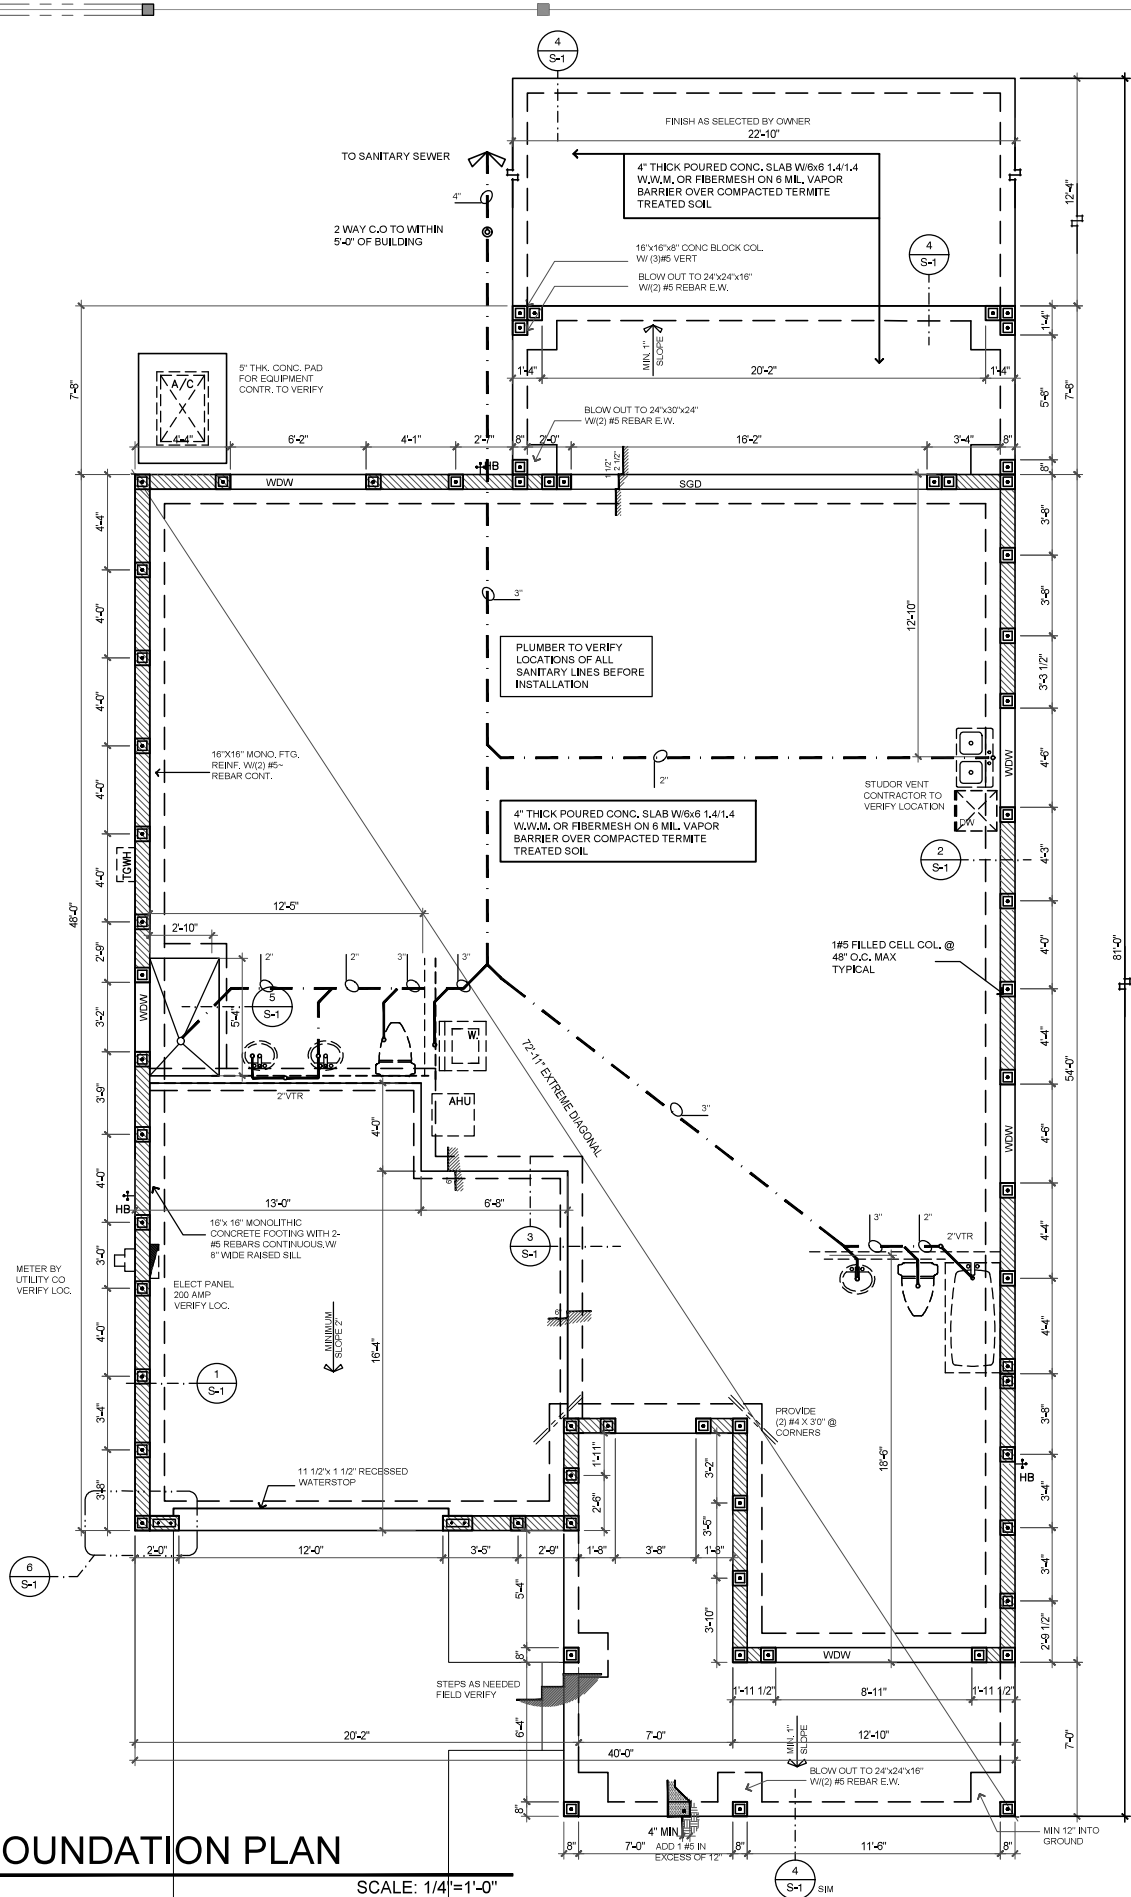 4
S-1
FINISH AS SELECTED BY OWNER
22'-10"
TO SANITARY SEWER
4" THICK POURED CONC. SLAB W/6x6 1.4/1.4
W.W.M. OR FIBERMESH ON 6 MIL. VAPOR
BARRIER OVER COMPACTED TERMITE
TREATED SOIL
4"
12'-4"
2 WAY C.O TO WITHIN
5'-0" OF BUILDING
16"x16"x8" CONC BLOCK COL.
W/ (3)#5 VERT
4
S-1
BLOW OUT TO 24"x24"x16"
W/(2) #5 REBAR E.W.
1'-4"
MIN. 1"
SLOPE
5" THK. CONC. PAD
FOR EQUIPMENT
CONTR. TO VERIFY
A/C
7'-8"
1'-4"
20'-2"
1'-4"
5'-8"
7'-8"
BLOW OUT TO 24"x30"x24"
W/(2) #5 REBAR E.W.
4'-4"
6'-2"
4'-1"
2'-7"
8"
2'-0"
16'-2"
3'-4"
8"
HB
1 1/2"
2 1/2"
8"
WDW
SGD
4'-4"
3'-8"
4'-0"
3"
3'-8"
12'-10"
PLUMBER TO VERIFY
LOCATIONS OF ALL
SANITARY LINES BEFORE
INSTALLATION
4'-0"
3'-3 1/2"
16"X16" MONO. FTG.
REINF. W/(2) #5~
REBAR CONT.
2"
WDW
4'-6"
4'-0"
STUDOR VENT
CONTRACTOR TO
VERIFY LOCATION
DW
4" THICK POURED CONC. SLAB W/6x6 1.4/1.4
W.W.M. OR FIBERMESH ON 6 MIL. VAPOR
BARRIER OVER COMPACTED TERMITE
TREATED SOIL
TGWH
4'-0"
2
S-1
4'-3"
48'-0"
12'-5"
2'-10"
2'-9"
2"
2"
3"
3"
1#5 FILLED CELL COL. @
48" O.C. MAX
TYPICAL
4'-0"
81'-0"
WDW
3'-2"
5'-4"
5
S-1
W
72'-11" EXTREME DIAGONAL
4'-4"
54'-0"
3'-9"
2"VTR
AHU
3"
4'-0"
WDW
4'-6"
4'-0"
6"
HB
13'-0"
6'-8"
16"x 16" MONOLITHIC
CONCRETE FOOTING WITH 2-
#5 REBARS CONTINUOUS,W/
8" WIDE RAISED SILL
3
S-1
3"
2"
2"VTR
4'-4"
3'-0"
METER BY
UTILITY CO
VERIFY LOC.
ELECT PANEL
200 AMP
VERIFY LOC.
4'-0"
MINIMUM
SLOPE 2"
16'-4"
6"
4'-4"
1
S-1
3'-4"
PROVIDE
(2) #4 X 3'0" @
CORNERS
3'-8"
18'-6"
11 1/2"x 1 1/2" RECESSED
WATERSTOP
1'-11"
3'-2"
HB
3'-8"
2'-6"
3'-4"
3'-5"
6
S-1
2'-0"
12'-0"
3'-5"
2'-9"
1'-8"
3'-8"
1'-8"
3'-4"
5'-4"
3'-10"
2'-9 1/2"
8"
WDW
STEPS AS NEEDED
FIELD VERIFY
1'-11 1/2"
8'-11"
1'-11 1/2"
6'-4"
20'-2"
7'-0"
MIN. 1"
SLOPE
12'-10"
7'-0"
40'-0"
BLOW OUT TO 24"x24"x16"
W/(2) #5 REBAR E.W.
8"
4" MIN
ADD 1 #5 IN
EXCESS OF 12"
MIN 12" INTO
GROUND
8"
7'-0"
8"
11'-6"
8"
OUNDATION PLAN
SCALE: 1/4"=1'-0"
4
S-1
SIM